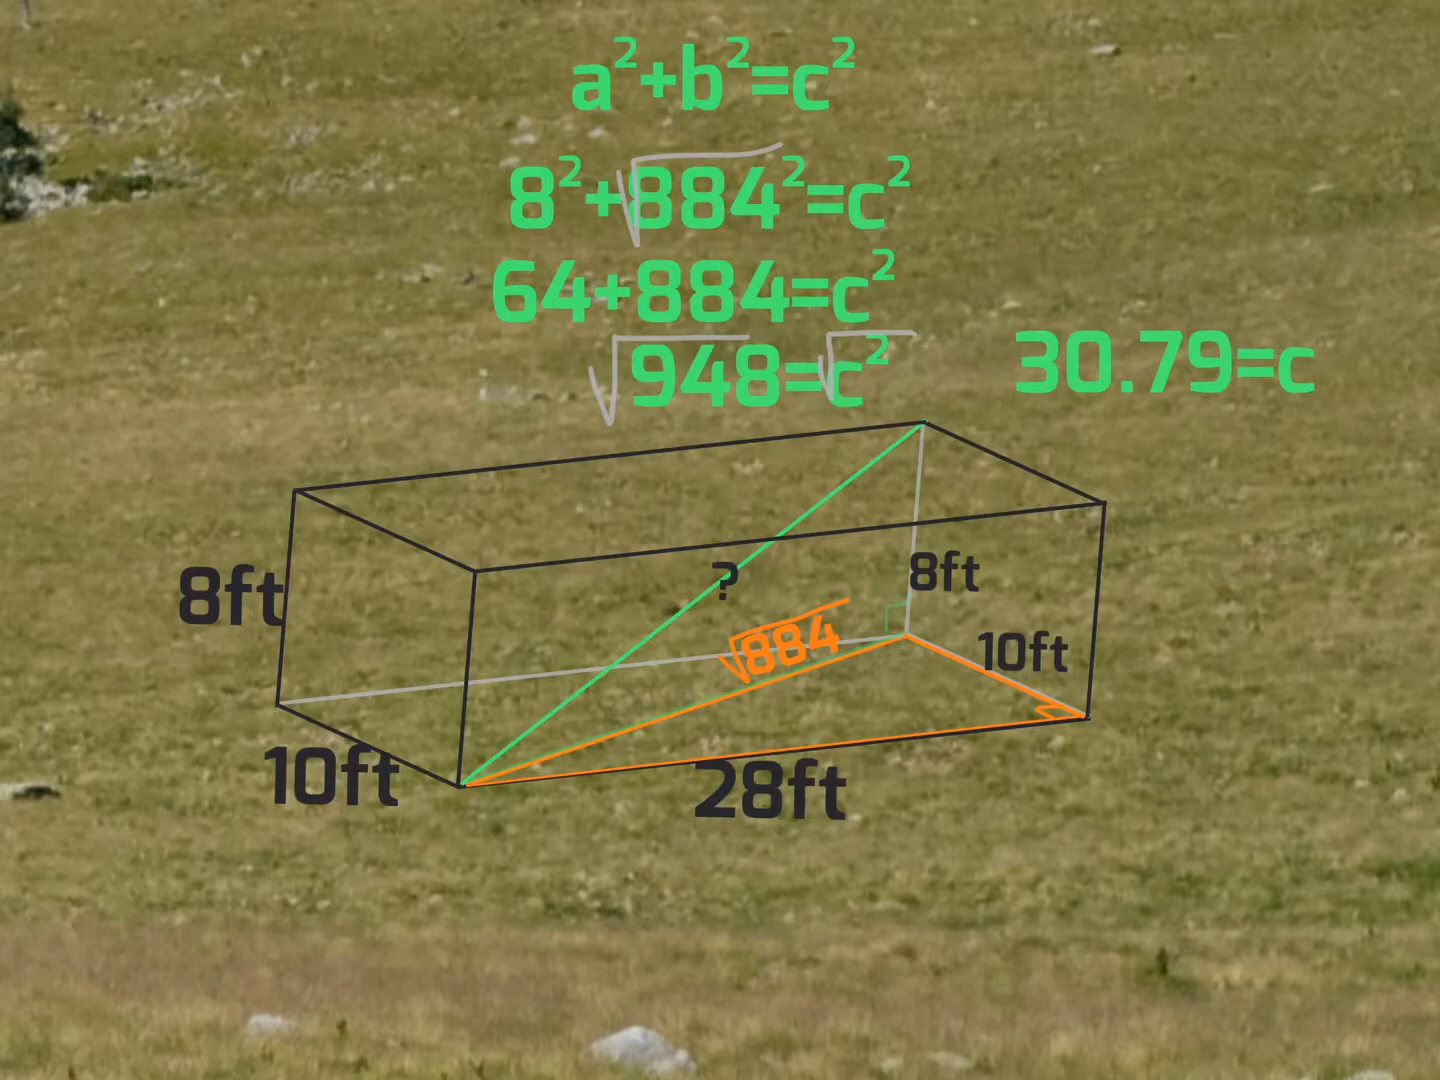 a²+b²=c²
8²+√884²=c²
64+884=c²
√948=√c²
30.79=c
8ft
?
8ft
√884
10ft
10ft
28ft